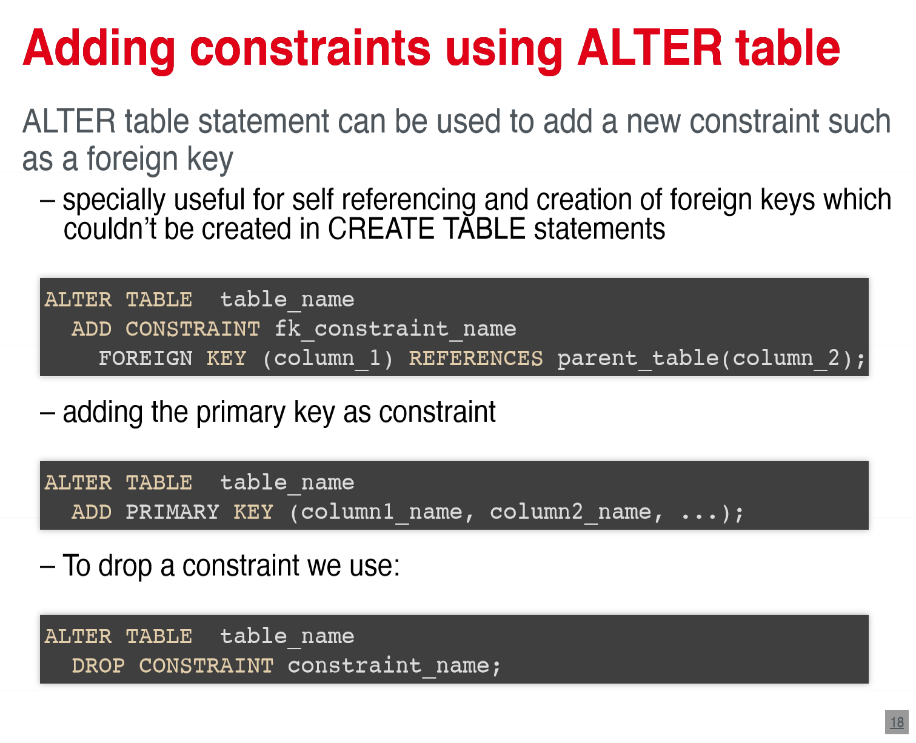 Adding constraints using ALTER table
ALTER table statement can be used to add a new constraint such
as a foreign key
– specially useful for self referencing and creation of foreign keys which
couldn’t be created in CREATE TABLE statements
ALTER TABLE  table_name
  ADD CONSTRAINT fk_constraint_name
    FOREIGN KEY (column_1) REFERENCES parent_table(column_2);
– adding the primary key as constraint
ALTER TABLE  table_name
  ADD PRIMARY KEY (column1_name, column2_name, ...);
– To drop a constraint we use:
ALTER TABLE  table_name
  DROP CONSTRAINT constraint_name;
18